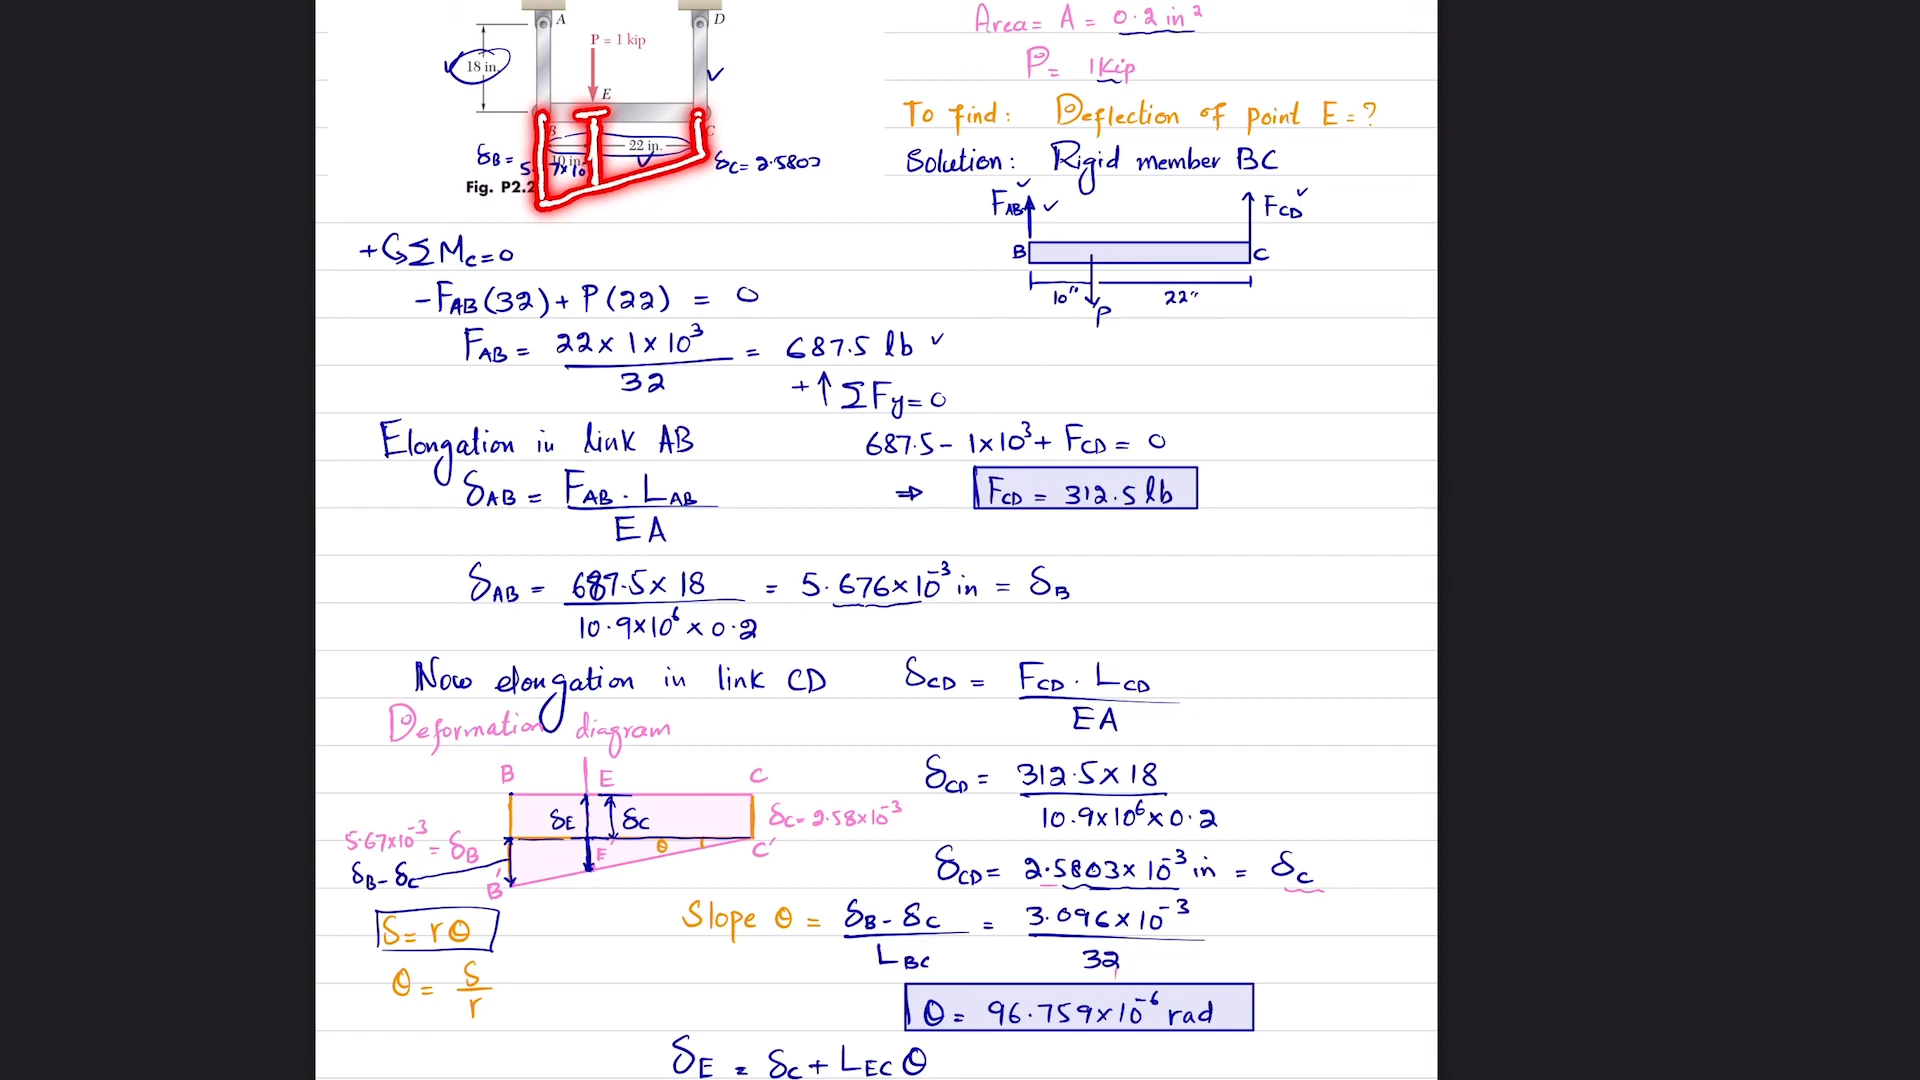 A
D
P = 1 kip
18 in.
E
B
C
22 in.
10 in.
δB =
δC = 2.580
Fig. P2.2
Area = A = 0.2 in²
P = 1 Kip
To find: Deflection of point E = ?
Solution: Rigid member BC
FAB
FCD
B
C
10"
22"
P
+↺ΣMc = 0
-FAB(32) + P(22) = 0
FAB = 22 × 1 × 10³ / 32 = 687.5 lb
+↑ ΣFy = 0
Elongation in link AB
687.5 - 1×10³ + FCD = 0
δAB = FAB . LAB / EA
⇒ FCD = 312.5 lb
δAB = 687.5 × 18 / 10.9×10⁶ × 0.2 = 5.676×10⁻³ in = δB
Now elongation in link CD
δCD = FCD . LCD / EA
Deformation diagram
B E C
δE δC
δC = 2.58×10⁻³
5.67×10⁻³ = δB
E' θ C'
δB - δC
B'
δCD = 312.5 × 18 / 10.9×10⁶ × 0.2
δCD = 2.5803×10⁻³ in = δC
S = rθ
θ = S / r
Slope θ = δB - δC / LBC = 3.096×10⁻³ / 32
θ = 96.759×10⁻⁶ rad
δE = δC + LEC θ